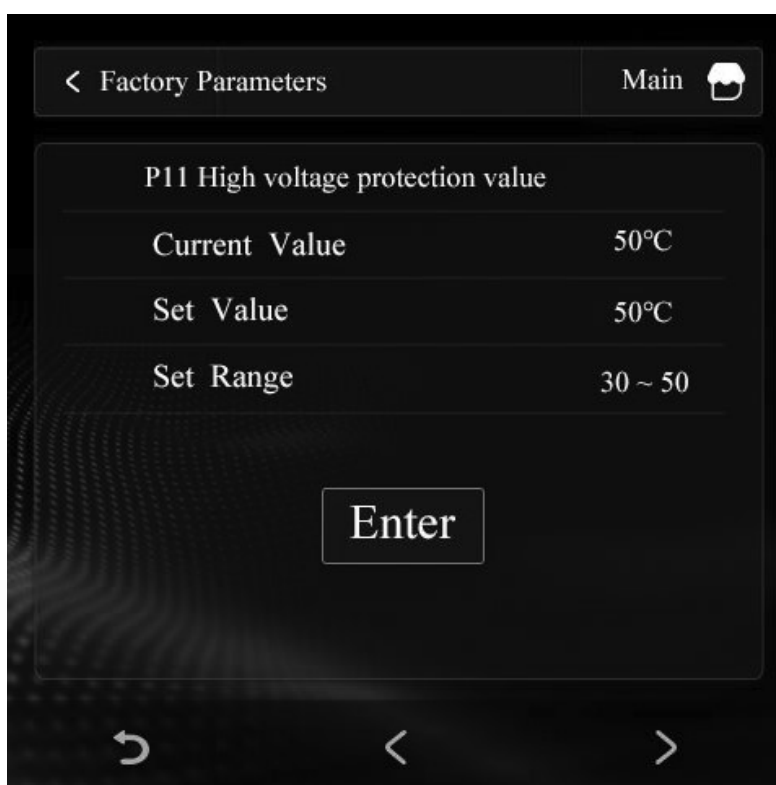 Factory Parameters Main
P11 High voltage protection value
Current Value 50℃
Set Value 50℃
Set Range 30 ~ 50
Enter